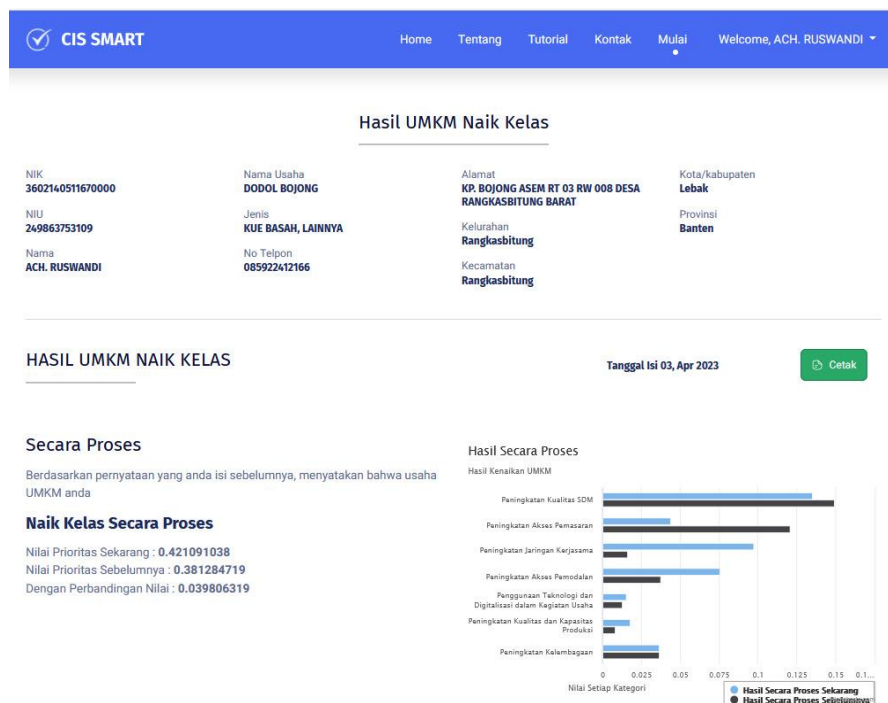 CIS SMART
Home Tentang Tutorial Kontak Mulai Welcome, ACH. RUSWANDI
Hasil UMKM Naik Kelas
NIK
3602140511670000
NIU
249863753109
Nama
ACH. RUSWANDI
Nama Usaha
DODOL BOJONG
Jenis
KUE BASAH, LAINNYA
No Telpon
085922412166
Alamat
KP. BOJONG ASEM RT 03 RW 008 DESA
RANGKASBITUNG BARAT
Kelurahan
Rangkasbitung
Kecamatan
Rangkasbitung
Kota/kabupaten
Lebak
Provinsi
Banten
HASIL UMKM NAIK KELAS
Tanggal Isi 03, Apr 2023
Cetak
Secara Proses
Berdasarkan pernyataan yang anda isi sebelumnya, menyatakan bahwa usaha
UMKM anda
Naik Kelas Secara Proses
Nilai Prioritas Sekarang : 0.421091038
Nilai Prioritas Sebelumnya : 0.381284719
Dengan Perbandingan Nilai : 0.039806319
Hasil Secara Proses
Hasil Kenaikan UMKM
Peningkatan Kualitas SDM
Peningkatan Akses Pemasaran
Peningkatan Jaringan Kerjasama
Peningkatan Akses Pemodalan
Penggunaan Teknologi dan
Digitalisasi dalam Kegiatan Usaha
Peningkatan Kualitas dan Kapasitas
Produksi
Peningkatan Kelembagaan
0 0.025 0.05 0.075 0.1 0.125 0.15 0.1...
Nilai Setiap Kategori
Hasil Secara Proses Sekarang
Hasil Secara Proses Sebelumnya